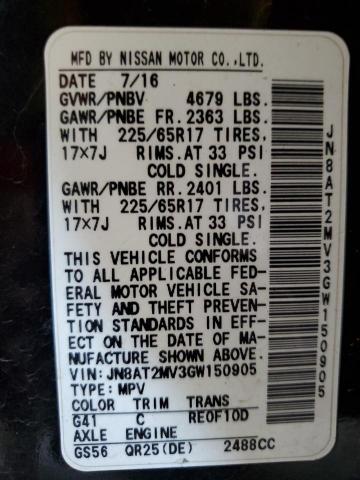 MFD BY NISSAN MOTOR CO.,LTD.
DATE 7/16
GVWR/PNBV 4679 LBS.
GAWR/PNBE FR. 2363 LBS.
WITH 225/65R17 TIRES,
17×7J RIMS.AT 33 PSI
COLD SINGLE.
GAWR/PNBE RR. 2401 LBS.
WITH 225/65R17 TIRES,
17×7J RIMS.AT 33 PSI
COLD SINGLE.
THIS VEHICLE CONFORMS
TO ALL APPLICABLE FED-
ERAL MOTOR VEHICLE SA-
FETY AND THEFT PREVEN-
TION STANDARDS IN EFF-
ECT ON THE DATE OF MA-
NUFACTURE SHOWN ABOVE.
VIN: JN8AT2MV3GW150905
TYPE: MPV
COLOR TRIM TRANS
G41 C RE0F10D
AXLE ENGINE
GS56 QR25(DE) 2488CC
JN8AT2MV3GW150905